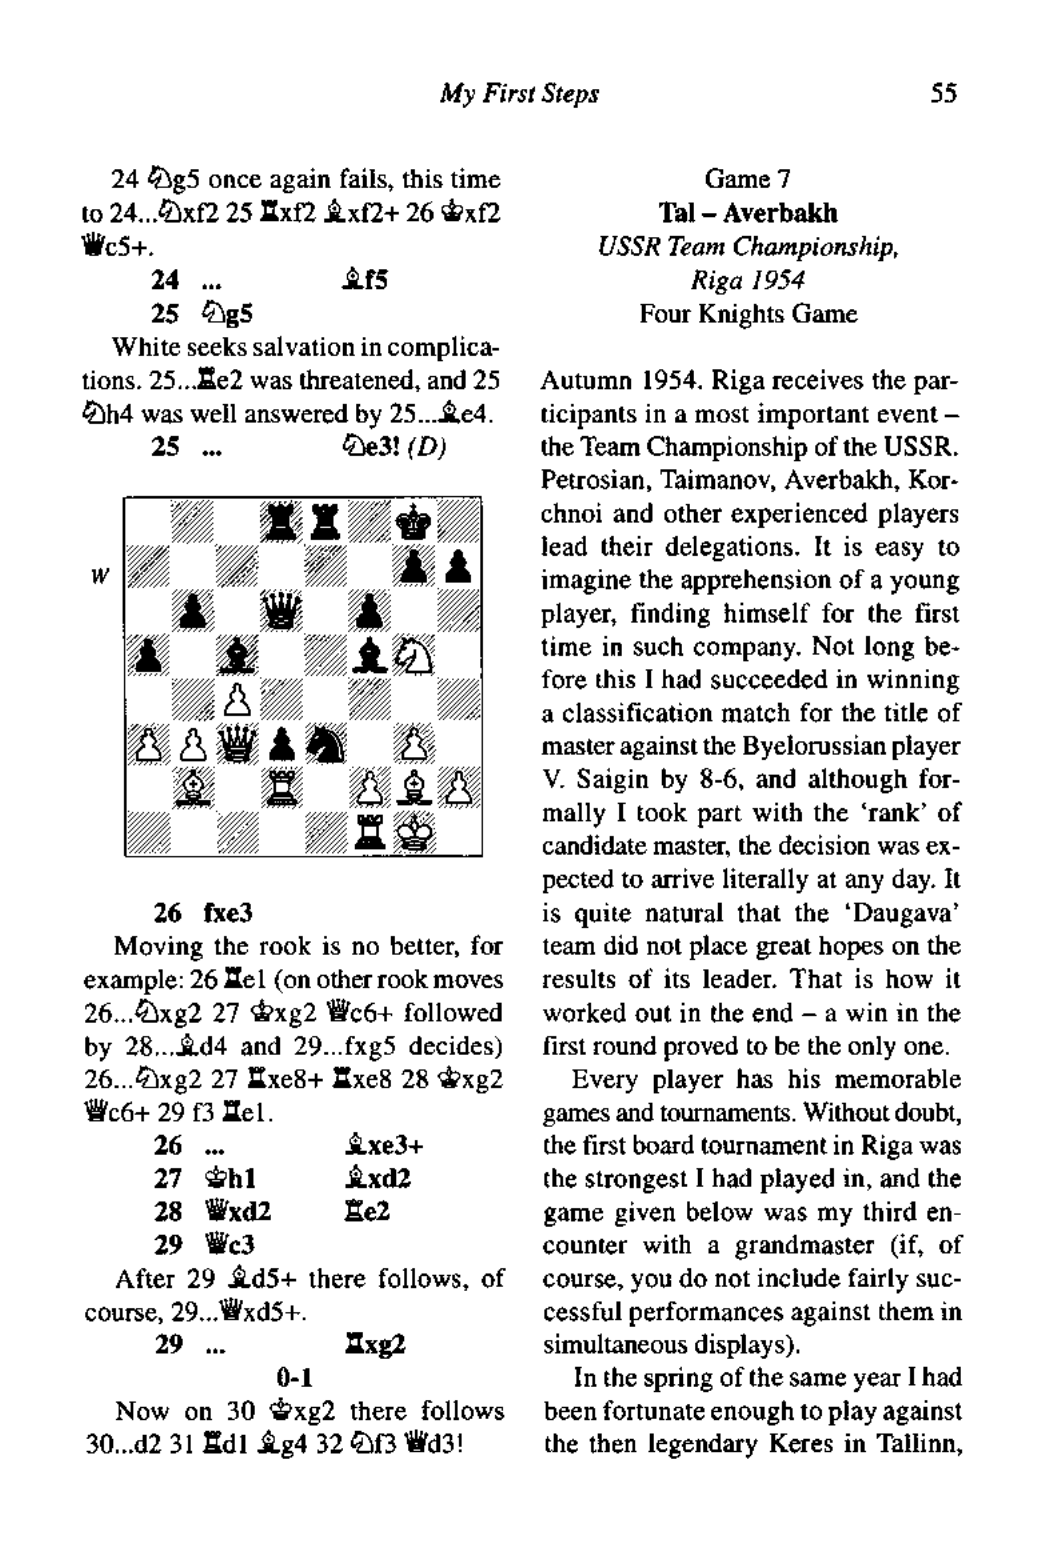 My First Steps 55
24 ♘g5 once again fails, this time
to 24...♘xf2 25 ♖xf2 ♗xf2+ 26 ♔xf2
♕c5+.
24 ... ♗f5
25 ♘g5
White seeks salvation in complica-
tions. 25...♖e2 was threatened, and 25
♘h4 was well answered by 25...♗e4.
25 ... ♘e3! (D)
W
26 fxe3
Moving the rook is no better, for
example: 26 ♖e1 (on other rook moves
26...♘xg2 27 ♔xg2 ♕c6+ followed
by 28...♗d4 and 29...fxg5 decides)
26...♘xg2 27 ♖xe8+ ♖xe8 28 ♔xg2
♕c6+ 29 f3 ♖e1.
26 ... ♗xe3+
27 ♔h1 ♗xd2
28 ♕xd2 ♖e2
29 ♕c3
After 29 ♗d5+ there follows, of
course, 29...♕xd5+.
29 ... ♖xg2
0-1
Now on 30 ♔xg2 there follows
30...d2 31 ♖d1 ♗g4 32 ♘f3 ♕d3!
Game 7
Tal – Averbakh
USSR Team Championship,
Riga 1954
Four Knights Game
Autumn 1954. Riga receives the par-
ticipants in a most important event –
the Team Championship of the USSR.
Petrosian, Taimanov, Averbakh, Kor-
chnoi and other experienced players
lead their delegations. It is easy to
imagine the apprehension of a young
player, finding himself for the first
time in such company. Not long be-
fore this I had succeeded in winning
a classification match for the title of
master against the Byelorussian player
V. Saigin by 8-6, and although for-
mally I took part with the ‘rank’ of
candidate master, the decision was ex-
pected to arrive literally at any day. It
is quite natural that the ‘Daugava’
team did not place great hopes on the
results of its leader. That is how it
worked out in the end – a win in the
first round proved to be the only one.
Every player has his memorable
games and tournaments. Without doubt,
the first board tournament in Riga was
the strongest I had played in, and the
game given below was my third en-
counter with a grandmaster (if, of
course, you do not include fairly suc-
cessful performances against them in
simultaneous displays).
In the spring of the same year I had
been fortunate enough to play against
the then legendary Keres in Tallinn,